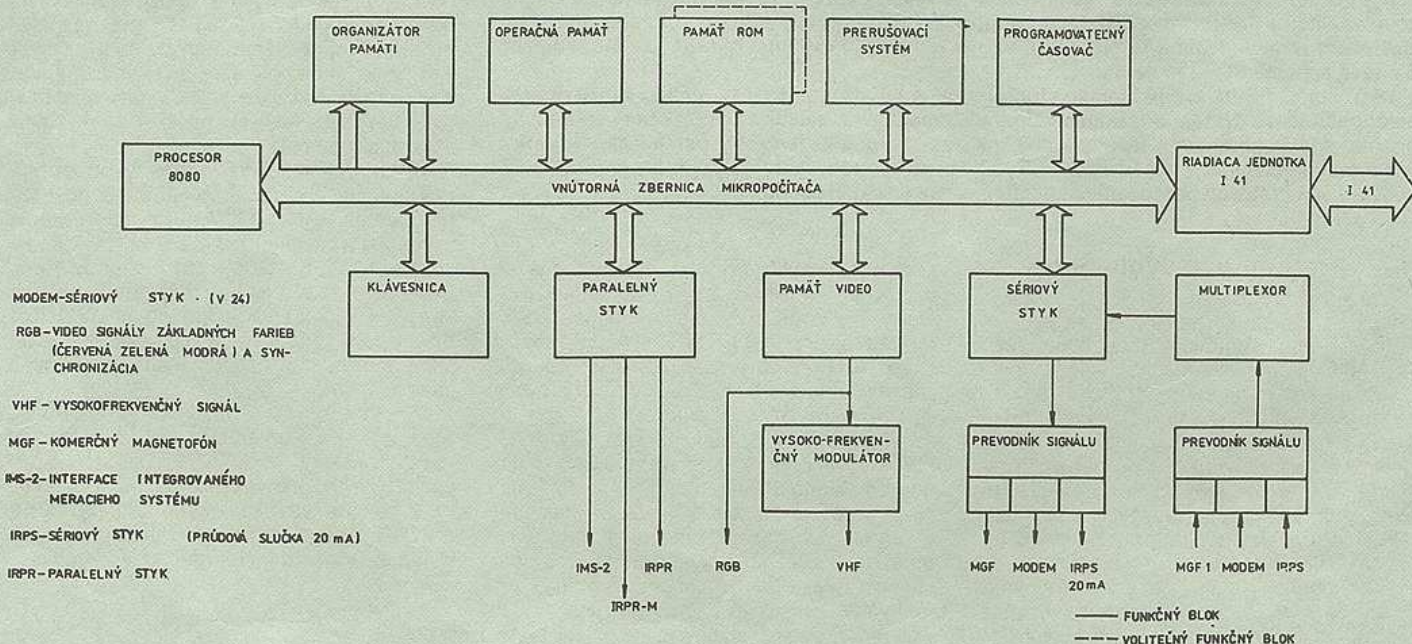 ORGANIZÁTOR
PAMÄTI
OPERAČNÁ PAMÄŤ
PAMÄŤ ROM
PRERUŠOVACÍ
SYSTÉM
PROGRAMOVATEĽNÝ
ČASOVAČ
PROCESOR
8080
VNÚTORNÁ ZBERNICA MIKROPOČÍTAČA
RIADIACA JEDNOTKA
I 41
I 41
KLÁVESNICA
PARALELNÝ
STYK
PAMÄŤ VIDEO
SÉRIOVÝ
STYK
MULTIPLEXOR
MODEM-SÉRIOVÝ STYK · (V 24)
RGB-VIDEO SIGNÁLY ZÁKLADNÝCH FARIEB
(ČERVENÁ ZELENÁ MODRÁ) A SYN-
CHRONIZÁCIA
VHF - VYSOKOFREKVENČNÝ SIGNÁL
MGF - KOMERČNÝ MAGNETOFÓN
IMS-2-INTERFACE INTEGROVANÉHO
MERACIEHO SYSTÉMU
IRPS-SÉRIOVÝ STYK (PRÚDOVÁ SLUČKA 20 mA)
IRPR-PARALELNÝ STYK
VYSOKO-FREKVEN-
ČNÝ MODULÁTOR
PREVODNÍK SIGNÁLU
PREVODNÍK SIGNÁLU
IMS-2
IRPR-M
IRPR
RGB
VHF
MGF
MODEM
IRPS
20mA
MGF 1
MODEM
IRPS
FUNKČNÝ BLOK
VOLITEĽNÝ FUNKČNÝ BLOK